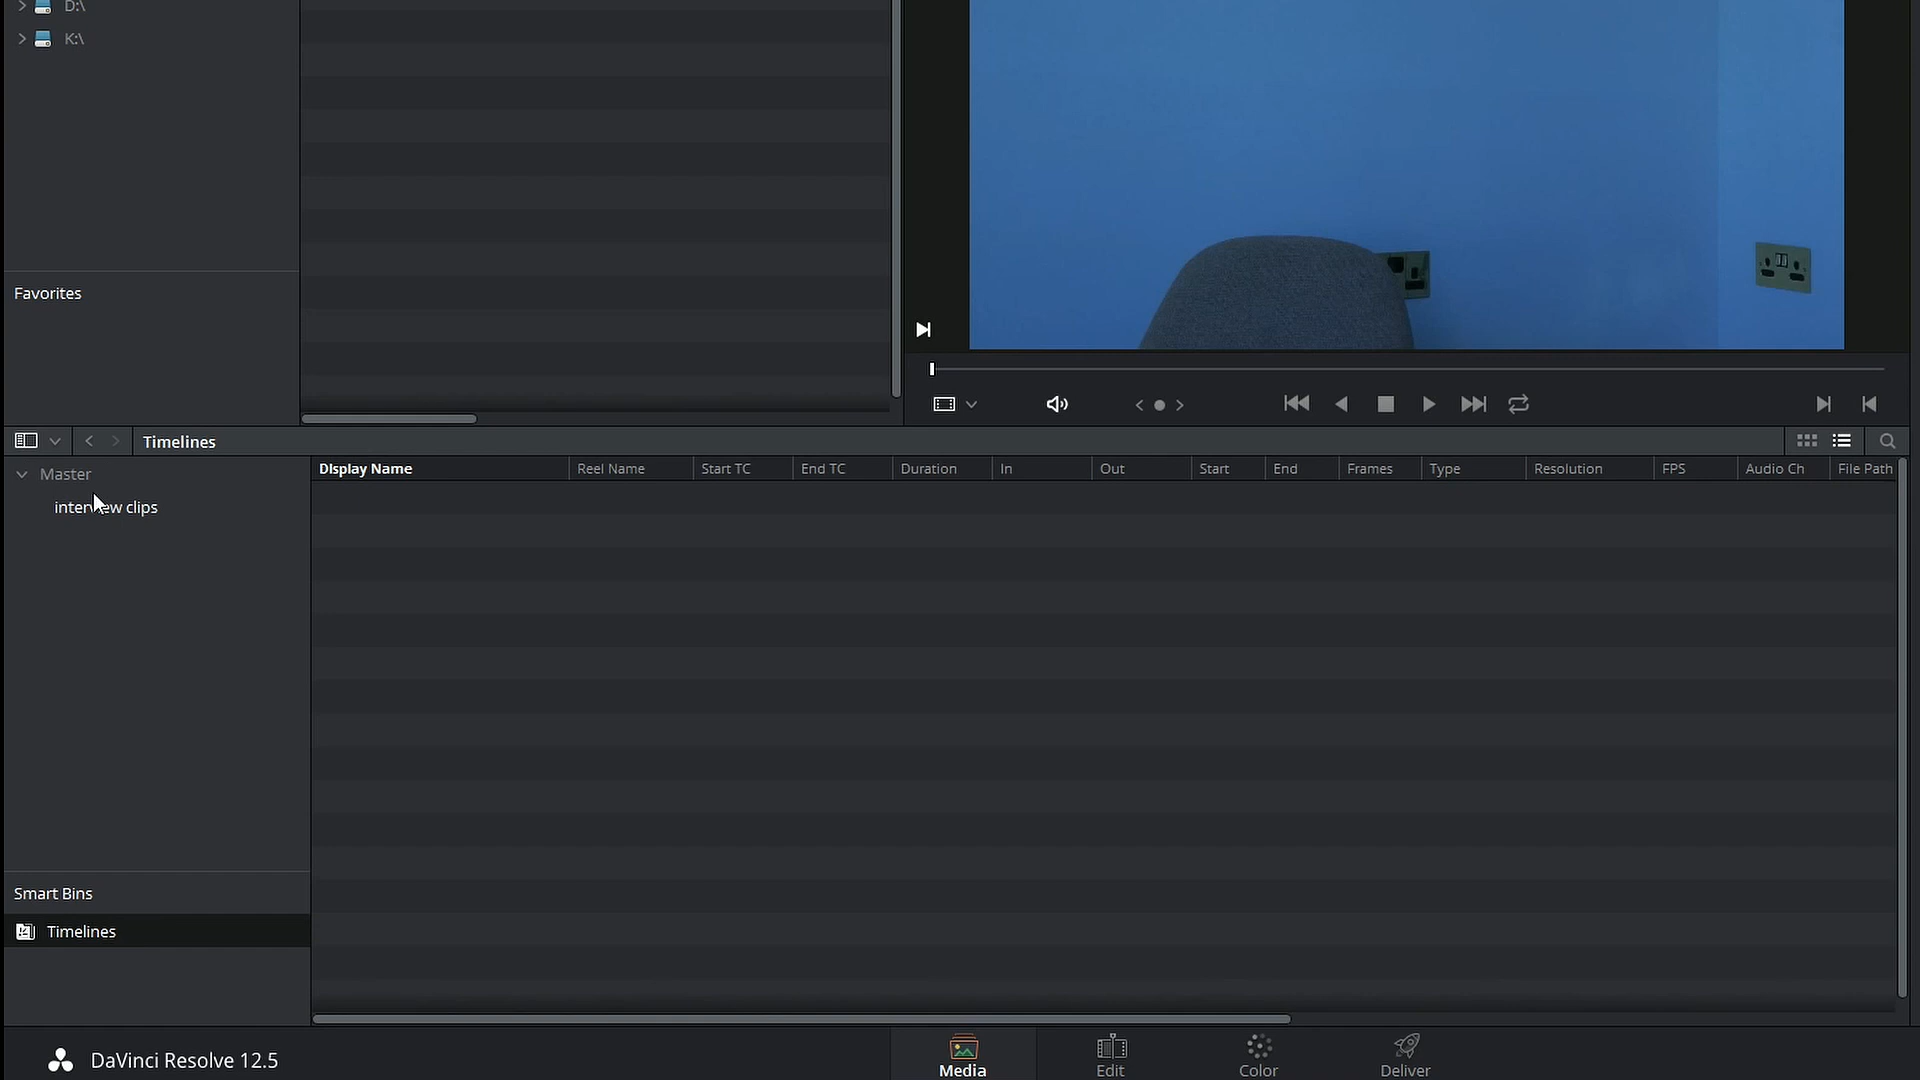 D:\
K:\
Favorites
Timelines
Master
interview clips
Display Name Reel Name Start TC End TC Duration In Out Start End Frames Type Resolution FPS Audio Ch File Path
Smart Bins
Timelines
DaVinci Resolve 12.5
Media Edit Color Deliver